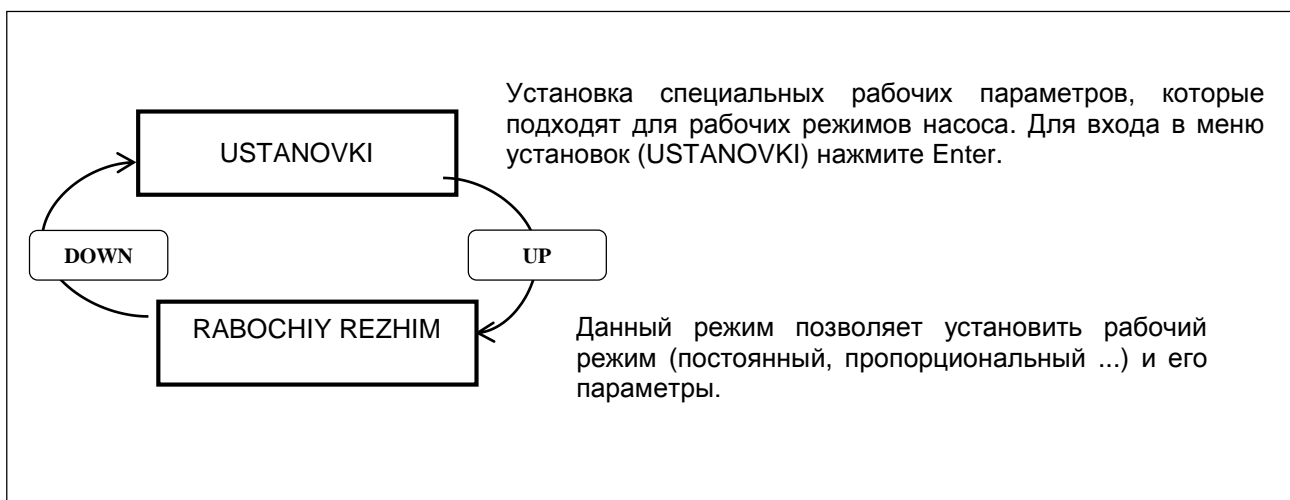 Установка специальных рабочих параметров, которые
подходят для рабочих режимов насоса. Для входа в меню
установок (USTANOVKI) нажмите Enter.
USTANOVKI
DOWN
UP
RABOCHIY REZHIM
Данный режим позволяет установить рабочий
режим (постоянный, пропорциональный ...) и его
параметры.